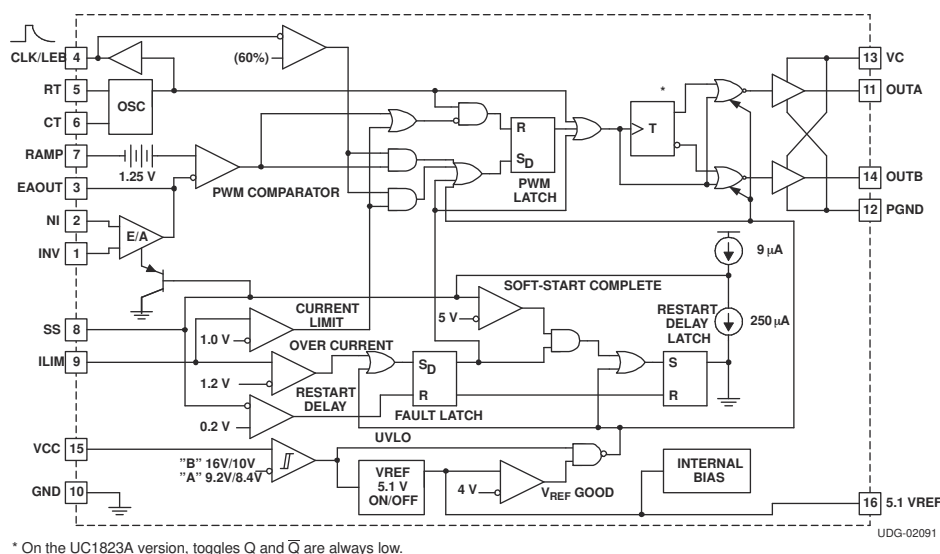 CLK/LEB 4
(60%)
13 VC
RT 5
OSC
*
11 OUTA
CT 6
R
T
RAMP 7
1.25 V
SD
PWM COMPARATOR
PWM
LATCH
EAOUT 3
14 OUTB
NI 2
E/A
12 PGND
INV 1
9 µA
SOFT-START COMPLETE
SS 8
CURRENT
LIMIT
5 V
RESTART
DELAY
LATCH
250 µA
1.0 V
ILIM 9
OVER CURRENT
SD
S
1.2 V
RESTART
DELAY
R
R
FAULT LATCH
0.2 V
UVLO
VCC 15
"B" 16V/10V
"A" 9.2V/8.4V
VREF
5.1 V
ON/OFF
4 V
VREF GOOD
INTERNAL
BIAS
GND 10
16 5.1 VREF
UDG-02091
* On the UC1823A version, toggles Q and Q̅ are always low.